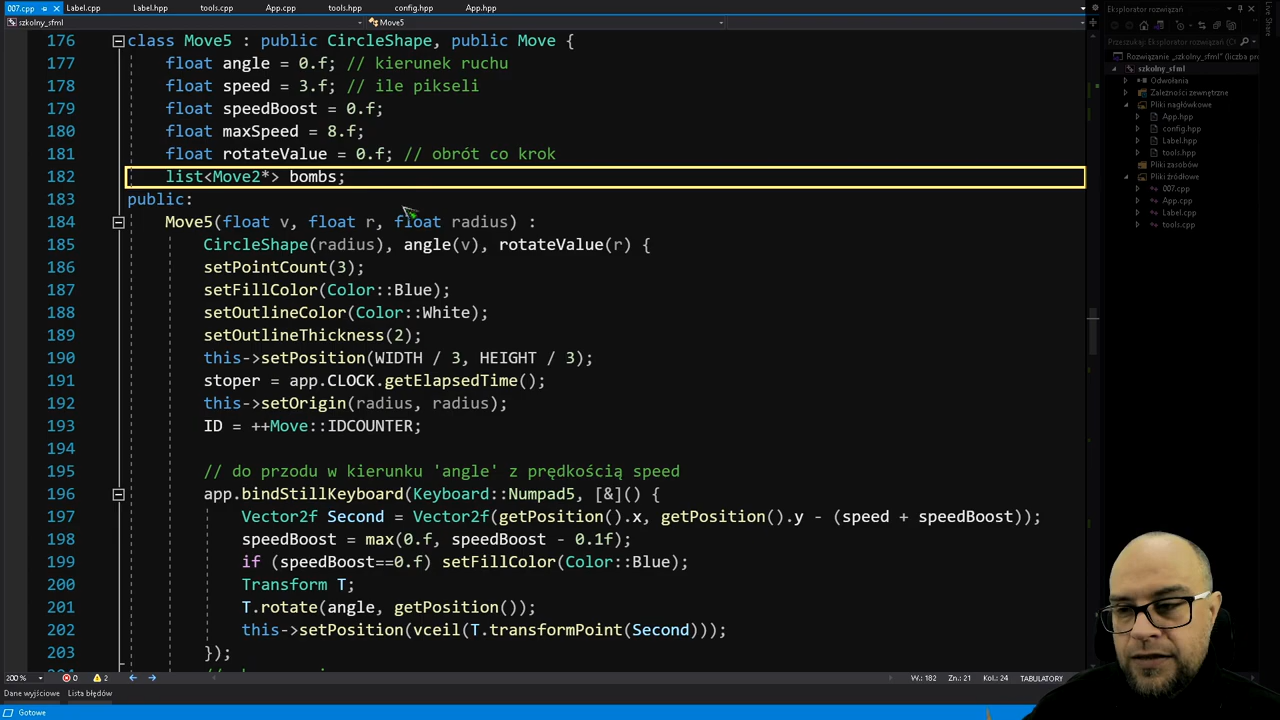 007.cpp
Label.cpp
Label.hpp
tools.cpp
App.cpp
tools.hpp
config.hpp
App.hpp
szkolny_sfml
Move5
176 class Move5 : public CircleShape, public Move {
177 float angle = 0.f; // kierunek ruchu
178 float speed = 3.f; // ile pikseli
179 float speedBoost = 0.f;
180 float maxSpeed = 8.f;
181 float rotateValue = 0.f; // obrót co krok
182 list<Move2*> bombs;
183 public:
184 Move5(float v, float r, float radius) :
185 CircleShape(radius), angle(v), rotateValue(r) {
186 setPointCount(3);
187 setFillColor(Color::Blue);
188 setOutlineColor(Color::White);
189 setOutlineThickness(2);
190 this->setPosition(WIDTH / 3, HEIGHT / 3);
191 stoper = app.CLOCK.getElapsedTime();
192 this->setOrigin(radius, radius);
193 ID = ++Move::IDCOUNTER;
194
195 // do przodu w kierunku 'angle' z prędkością speed
196 app.bindStillKeyboard(Keyboard::Numpad5, [&]() {
197 Vector2f Second = Vector2f(getPosition().x, getPosition().y - (speed + speedBoost));
198 speedBoost = max(0.f, speedBoost - 0.1f);
199 if (speedBoost==0.f) setFillColor(Color::Blue);
200 Transform T;
201 T.rotate(angle, getPosition());
202 this->setPosition(vceil(T.transformPoint(Second)));
203 });
200 %
0
2
W.: 182
Zn.: 21
Kol.: 24
TABULATORY
Dane wyjściowe
Lista błędów
Gotowe
Eksplorator rozwiązań
Przeszukaj: Eksplorator rozwiązań (
Rozwiązanie „szkolny_sfml" (liczba pr
szkolny_sfml
Odwołania
Zależności zewnętrzne
Pliki nagłówkowe
App.hpp
config.hpp
Label.hpp
tools.hpp
Pliki zasobów
Pliki źródłowe
007.cpp
App.cpp
Label.cpp
tools.cpp
Live Share